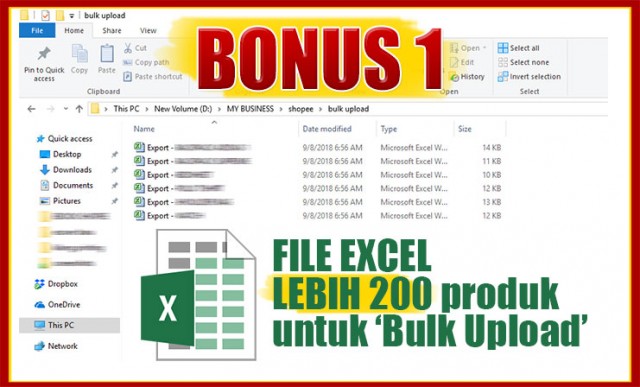 bulk upload
File Home Share View
Pin to Quick access
Copy
Paste
Cut
Copy path
Paste shortcut
BONUS 1
Open
Edit
History
Select all
Select none
Invert selection
Clipboard
Open
Select
This PC > New Volume (D:) > MY BUSINESS > shopee > bulk upload
Name Date modified Type Size
Quick access
Desktop
Downloads
Documents
Pictures
Dropbox
OneDrive
This PC
Network
Export - 9/8/2018 6:56 AM Microsoft Excel W... 14 KB
Export - 9/8/2018 6:56 AM Microsoft Excel W... 11 KB
Export - 9/8/2018 6:56 AM Microsoft Excel W... 10 KB
Export - 9/8/2018 6:56 AM Microsoft Excel W... 12 KB
Export - 9/8/2018 6:56 AM Microsoft Excel W... 13 KB
Export - 9/8/2018 6:56 AM Microsoft Excel W... 12 KB
X
FILE EXCEL
LEBIH 200 produk
untuk ‘Bulk Upload’